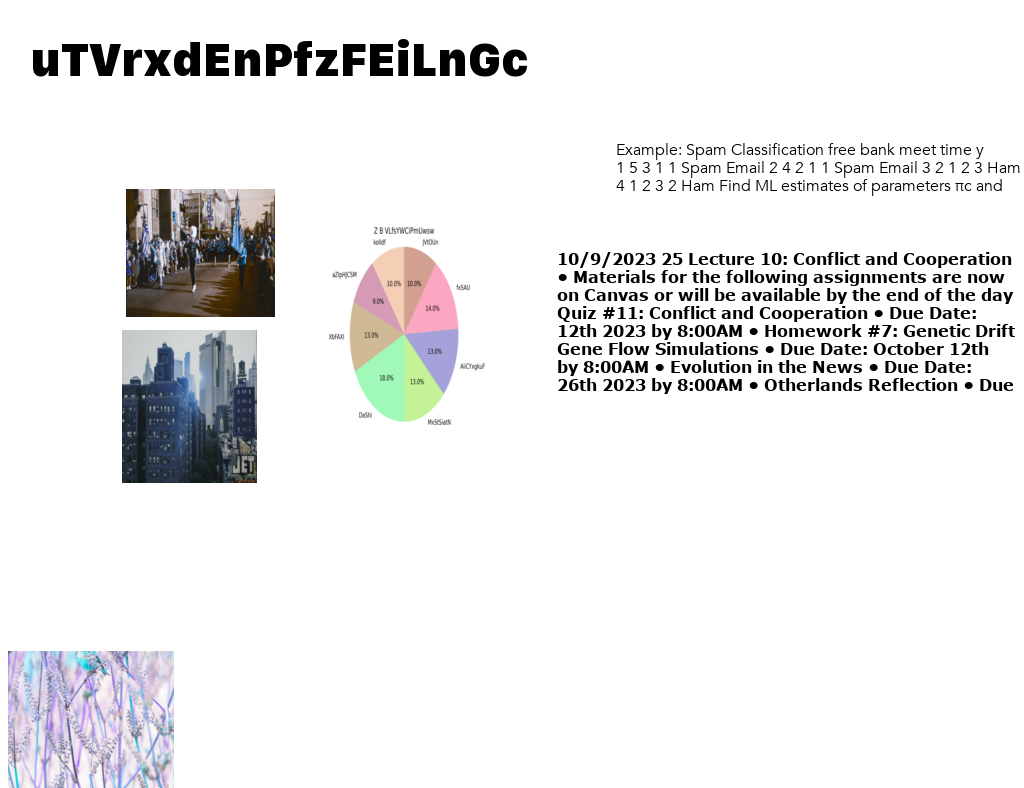 uTVrxdEnPfzFEiLnGc
Example: Spam Classification free bank meet time y
1 5 3 1 1 Spam Email 2 4 2 1 1 Spam Email 3 2 1 2 3 Ham
4 1 2 3 2 Ham Find ML estimates of parameters πc and
Z B VLfsYWCiPmUwsw
kolldf
JVtOUn
aZlpHJCSM
fxSAU
10.0%
10.0%
9.0%
14.0%
XbFAXl
13.0%
13.0%
AliCYvgkuF
18.0%
13.0%
DaShi
MxStSiatN
10/9/2023 25 Lecture 10: Conflict and Cooperation
• Materials for the following assignments are now
on Canvas or will be available by the end of the day
Quiz #11: Conflict and Cooperation • Due Date:
12th 2023 by 8:00AM • Homework #7: Genetic Drift
Gene Flow Simulations • Due Date: October 12th
by 8:00AM • Evolution in the News • Due Date:
26th 2023 by 8:00AM • Otherlands Reflection • Due
JET